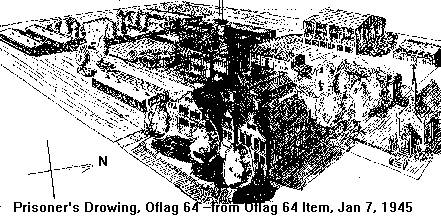 N
Prisoner's Drowing, Oflag 64 –from Oflag 64 Item, Jan 7, 1945